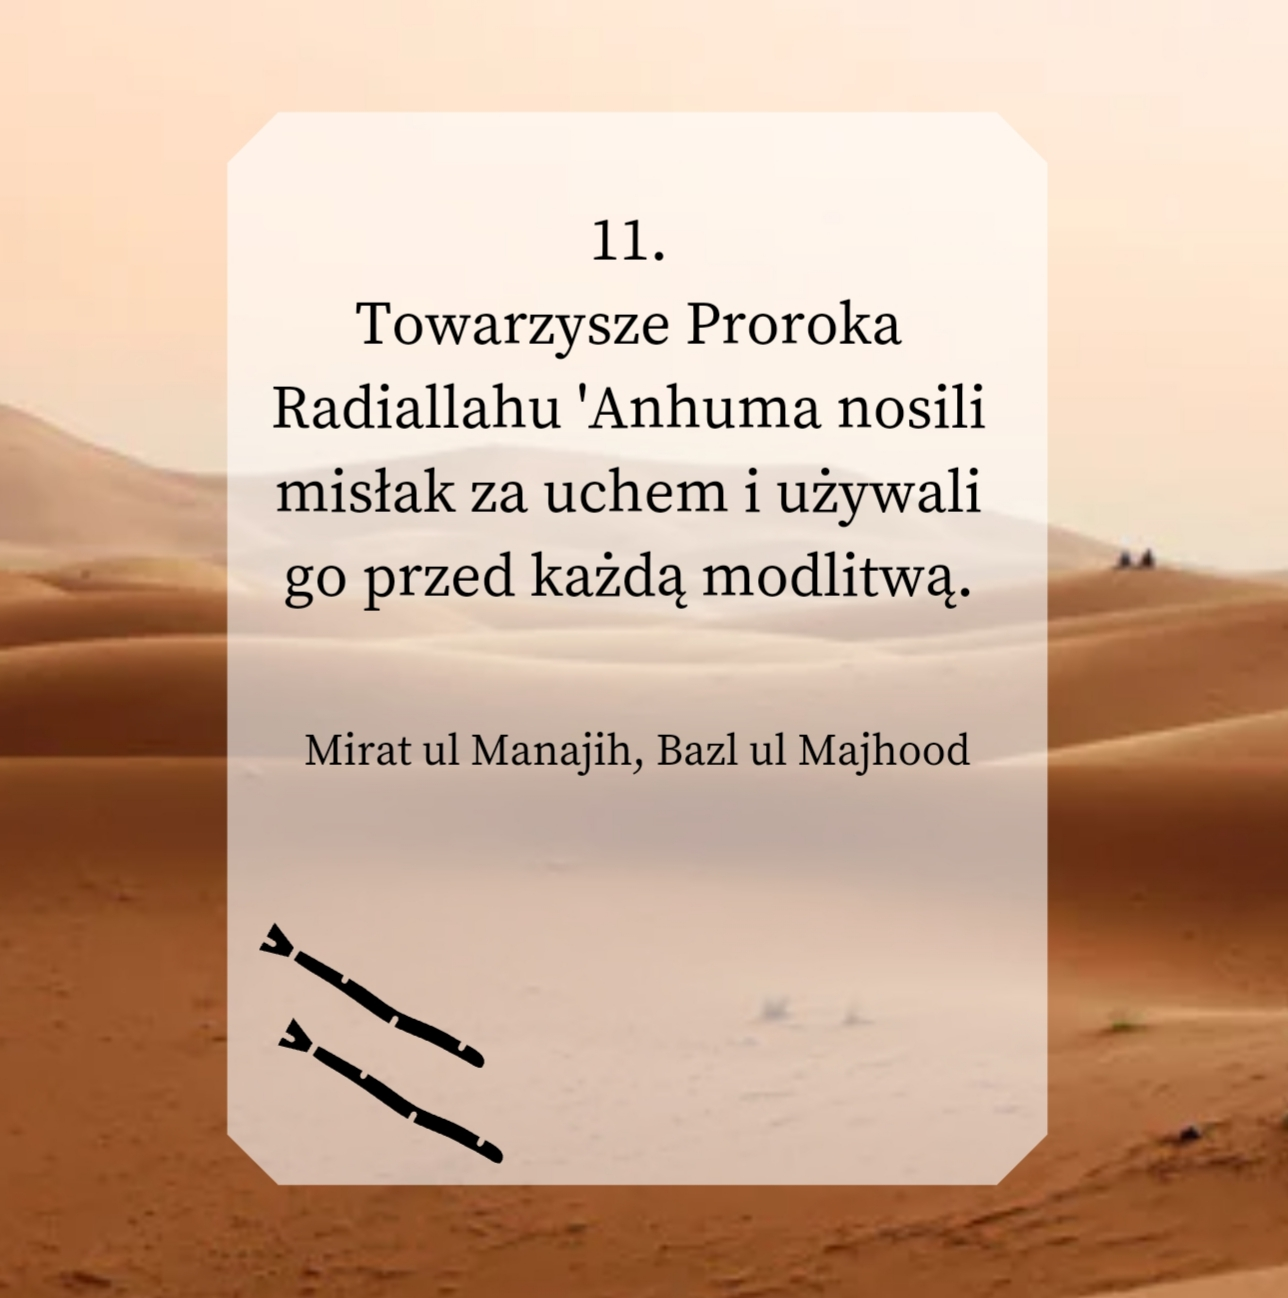 11.
Towarzysze Proroka
Radiallahu 'Anhuma nosili
misłak za uchem i używali
go przed każdą modlitwą.
Mirat ul Manajih, Bazl ul Majhood